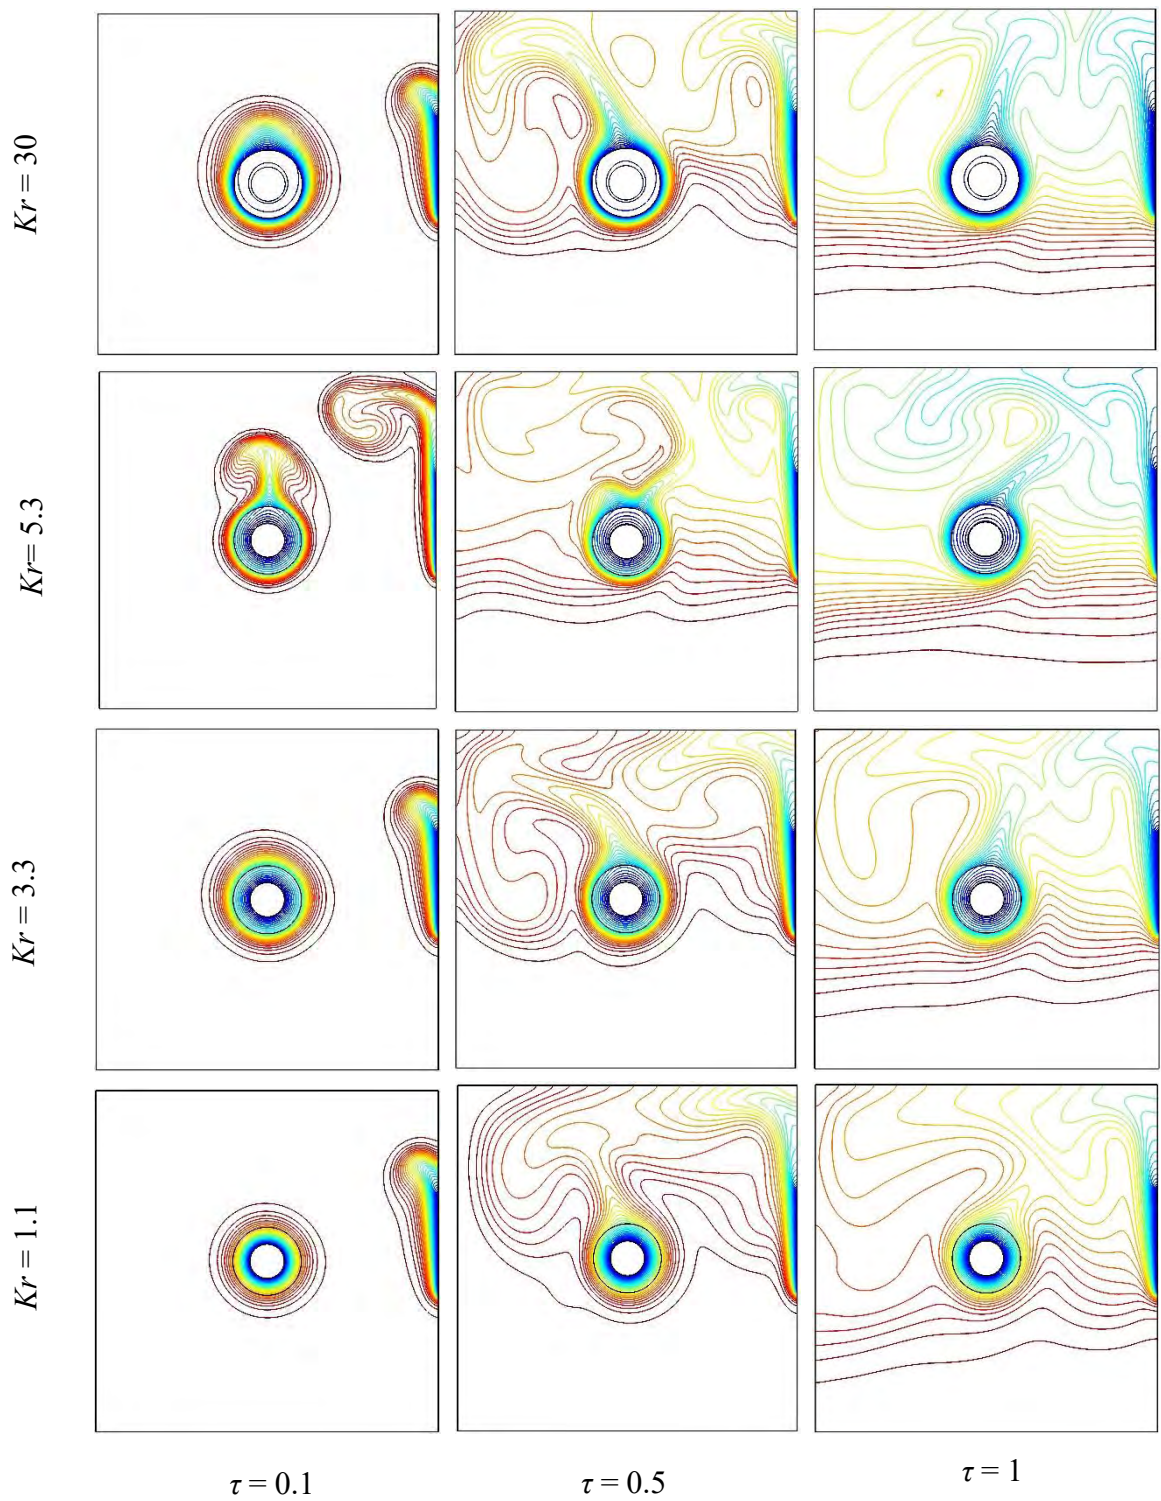 Kr = 30
Kr= 5.3
Kr = 3.3
Kr = 1.1
τ = 0.1
τ = 0.5
τ = 1